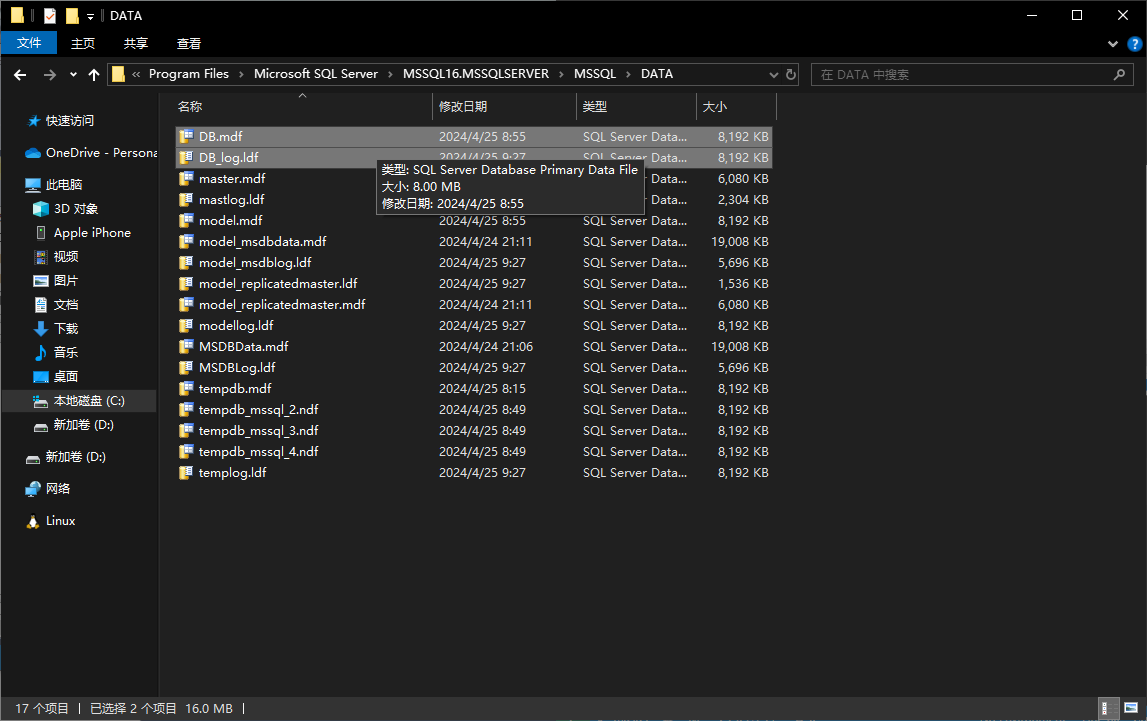 DATA
文件 主页 共享 查看
« Program Files › Microsoft SQL Server › MSSQL16.MSSQLSERVER › MSSQL › DATA
在 DATA 中搜索
快速访问
OneDrive - Persona
此电脑
3D 对象
Apple iPhone
视频
图片
文档
下载
音乐
桌面
本地磁盘 (C:)
新加卷 (D:)
新加卷 (D:)
网络
Linux
名称 修改日期 类型 大小
DB.mdf 2024/4/25 8:55 SQL Server Data... 8,192 KB
DB_log.ldf 2024/4/25 9:27 SQL Server Data... 8,192 KB
类型: SQL Server Database Primary Data File
大小: 8.00 MB
修改日期: 2024/4/25 8:55
master.mdf Data... 6,080 KB
mastlog.ldf Data... 2,304 KB
model.mdf 2024/4/25 8:55 SQL Server Data... 8,192 KB
model_msdbdata.mdf 2024/4/24 21:11 SQL Server Data... 19,008 KB
model_msdblog.ldf 2024/4/25 9:27 SQL Server Data... 5,696 KB
model_replicatedmaster.ldf 2024/4/25 9:27 SQL Server Data... 1,536 KB
model_replicatedmaster.mdf 2024/4/24 21:11 SQL Server Data... 6,080 KB
modellog.ldf 2024/4/25 9:27 SQL Server Data... 8,192 KB
MSDBData.mdf 2024/4/24 21:06 SQL Server Data... 19,008 KB
MSDBLog.ldf 2024/4/25 9:27 SQL Server Data... 5,696 KB
tempdb.mdf 2024/4/25 8:15 SQL Server Data... 8,192 KB
tempdb_mssql_2.ndf 2024/4/25 8:49 SQL Server Data... 8,192 KB
tempdb_mssql_3.ndf 2024/4/25 8:49 SQL Server Data... 8,192 KB
tempdb_mssql_4.ndf 2024/4/25 8:49 SQL Server Data... 8,192 KB
templog.ldf 2024/4/25 9:27 SQL Server Data... 8,192 KB
17 个项目 已选择 2 个项目 16.0 MB